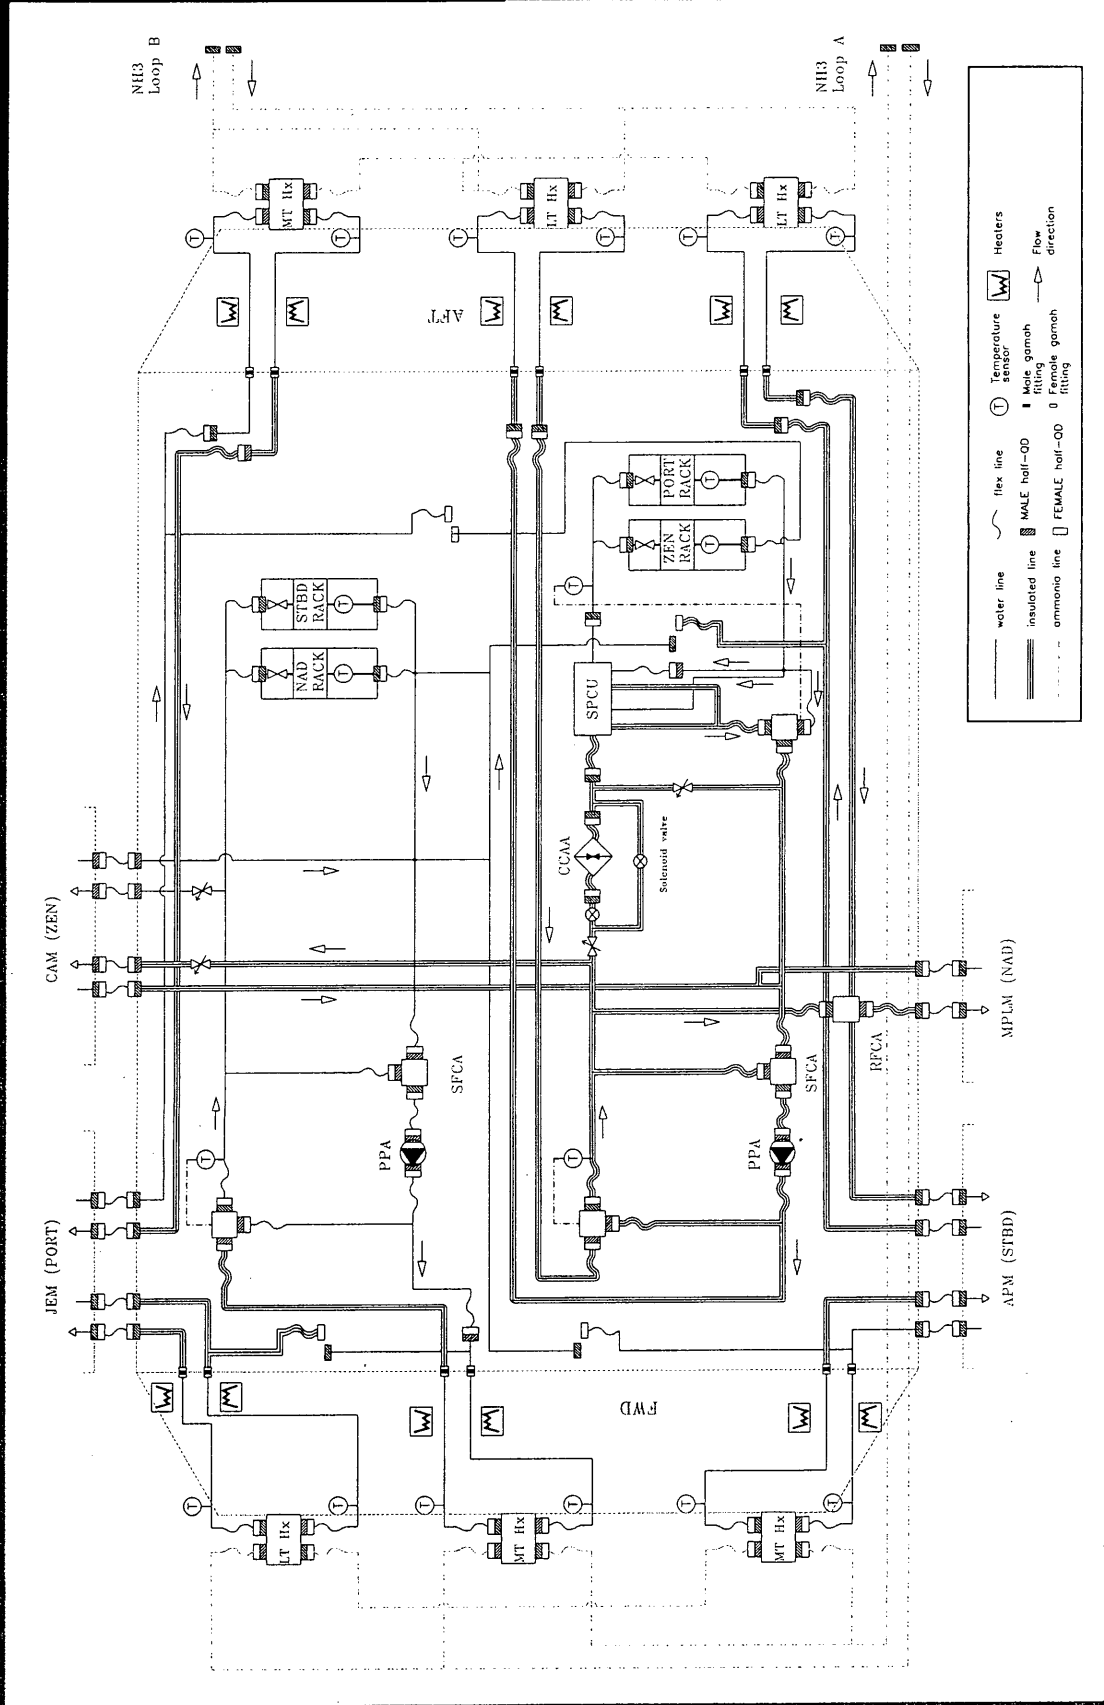 NH3
Loop B
NH3
Loop A
MT Hx
LT Hx
LT Hx
T
T
T
T
T
T
AFT
STBD
RACK
T
NAD
RACK
T
PORT
RACK
T
ZEN
RACK
T
T
SPCU
CCAA
Solenoid valve
CAM (ZEN)
MPLM (NAD)
RFCA
SFCA
SFCA
PPA
PPA
T
T
JEM (PORT)
APM (STBD)
FWD
T
T
T
T
T
T
LT Hx
MT Hx
MT Hx
water line
flex line
T
Temperature
sensor
Heaters
insulated line
MALE half-QD
Male gamah
fitting
Flow
direction
ammonia line
FEMALE half-QD
Female gamah
fitting